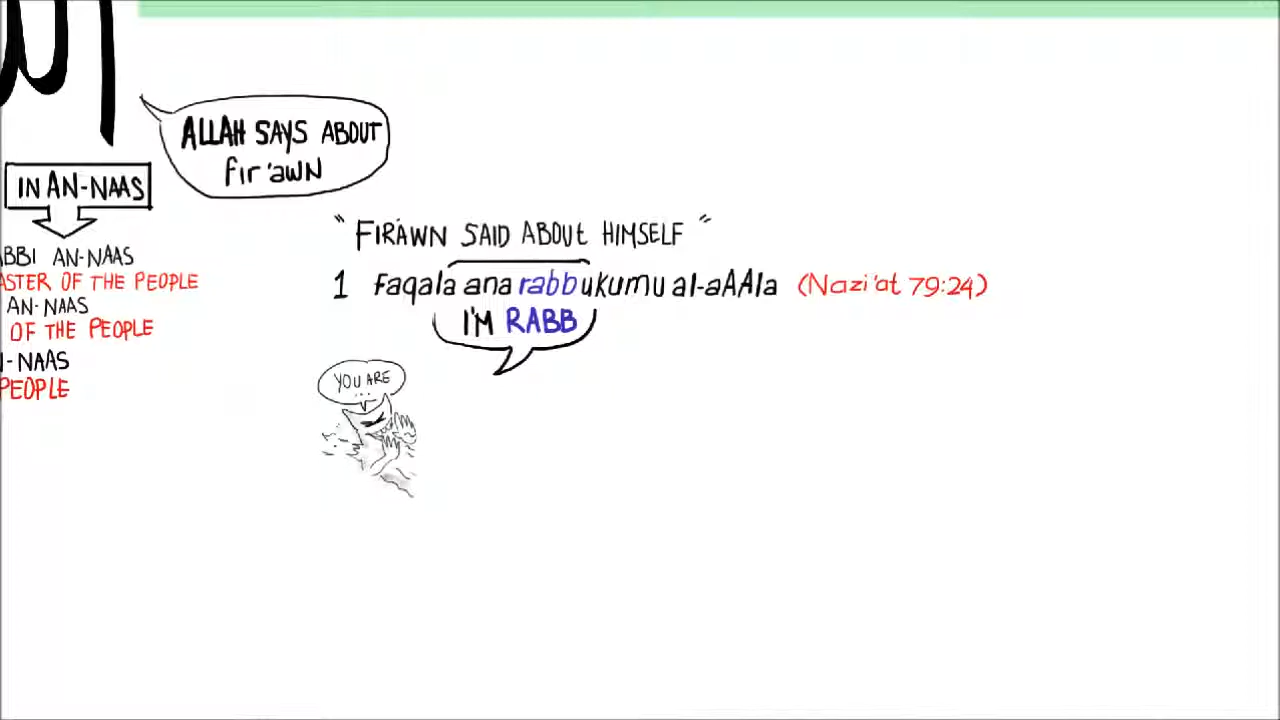 ALLAH SAYS ABOUT
fir'awn
IN AN-NAAS
ABBI AN-NAAS
ASTER OF THE PEOPLE
AN-NAAS
OF THE PEOPLE
-NAAS
PEOPLE
"FIRAWN SAID ABOUT HIMSELF"
1 Faqala ana rabbukumu al-aAAla (Nazi'at 79:24)
I'M RABB
YOU ARE
...